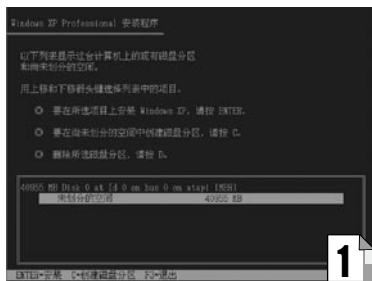 Windows XP Professional 安装程序
以下列表显示这台计算机上的现有磁盘分区
和尚未划分的空间。
用上移和下移箭头键选择列表中的项目。
○ 要在所选项目上安装 Windows XP，请按 ENTER。
○ 要在尚未划分的空间中创建磁盘分区，请按 C。
○ 删除所选磁盘分区，请按 D。
40955 MB Disk 0 at Id 0 on bus 0 on atapi [MBR]
未划分的空间 40955 MB
ENTER=安装 C=创建磁盘分区 F3=退出
1